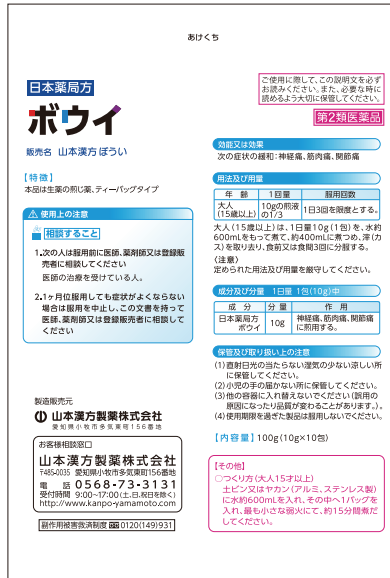 あけくち
日本薬局方
ボウイ
販売名 山本漢方 ぼうい
【特徴】
本品は生薬の煎じ薬、ティーバッグタイプ
使用上の注意
相談すること
1.次の人は服用前に医師、薬剤師又は登録販
売者に相談してください
医師の治療を受けている人。
2.1ヶ月位服用しても症状がよくならない
場合は服用を中止し、この文書を持って
医師、薬剤師又は登録販売者に相談して
ください
製造販売元
山本漢方製薬株式会社
愛知県小牧市多気東町156番地
お客様相談窓口
山本漢方製薬株式会社
〒485-0035 愛知県小牧市多気東町156番地
電話 0568-73-3131
受付時間 9:00~17:00(土、日、祝日を除く)
http://www.kanpo-yamamoto.com/
副作用被害救済制度 0120(149)931
ご使用に際して、この説明文を必ず
お読みください。また、必要な時に
読めるよう大切に保管してください。
第2類医薬品
効能又は効果
次の症状の緩和:神経痛、筋肉痛、関節痛
用法及び用量
年齢 1回量 服用回数
大人 10gの煎液 1日3回を限度とする。
(15歳以上) の1/3
大人(15歳以上)は、1日量10g(1包)を、水約
600mLをもって煮て、約400mLに煮つめ、滓(カ
ス)を取り去り、食前又は食間3回に分服する。
〈注意〉
定められた用法及び用量を厳守してください。
成分及び分量 1日量 1包(10g)中
成分 分量 作用
日本薬局方 10g 神経痛、筋肉痛、関節痛
ボウイ に煎用する。
保管及び取り扱い上の注意
(1)直射日光の当たらない湿気の少ない涼しい所
に保管してください。
(2)小児の手の届かない所に保管してください。
(3)他の容器に入れ替えないでください(誤用の
原因になったり品質が変わることがあります。)。
(4)使用期限を過ぎた製品は服用しないでください。
【内容量】100g(10g×10包)
【その他】
○つくり方(大人15才以上)
土ビン又はヤカン(アルミ、ステンレス製)
に水約600mLを入れ、その中へ1バッグを
入れ、最も小さな弱火にて、約15分間煮だ
してください。